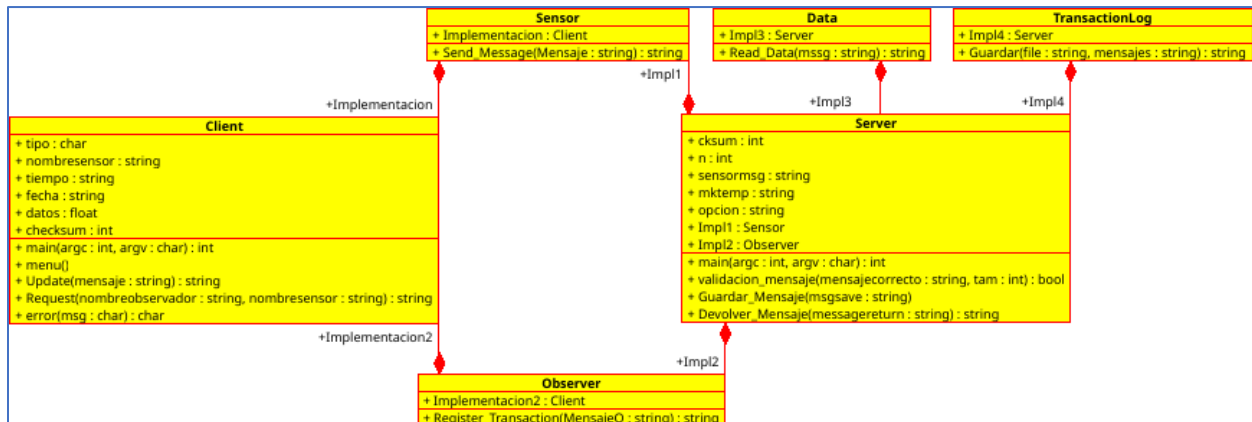 Sensor
+ Implementacion : Client
+ Send_Message(Mensaje : string) : string
Data
+ Impl3 : Server
+ Read_Data(mssg : string) : string
TransactionLog
+ Impl4 : Server
+ Guardar(file : string, mensajes : string) : string
+Implementacion
+Impl1
+Impl3
+Impl4
Client
+ tipo : char
+ nombresensor : string
+ tiempo : string
+ fecha : string
+ datos : float
+ checksum : int
+ main(argc : int, argv : char) : int
+ menu()
+ Update(mensaje : string) : string
+ Request(nombreobservador : string, nombresensor : string) : string
+ error(msg : char) : char
Server
+ cksum : int
+ n : int
+ sensormsg : string
+ mktemp : string
+ opcion : string
+ Impl1 : Sensor
+ Impl2 : Observer
+ main(argc : int, argv : char) : int
+ validacion_mensaje(mensajecorrecto : string, tam : int) : bool
+ Guardar_Mensaje(msgsave : string)
+ Devolver_Mensaje(messagereturn : string) : string
+Implementacion2
+Impl2
Observer
+ Implementacion2 : Client
+ Register_Transaction(MensajeO : string) : string